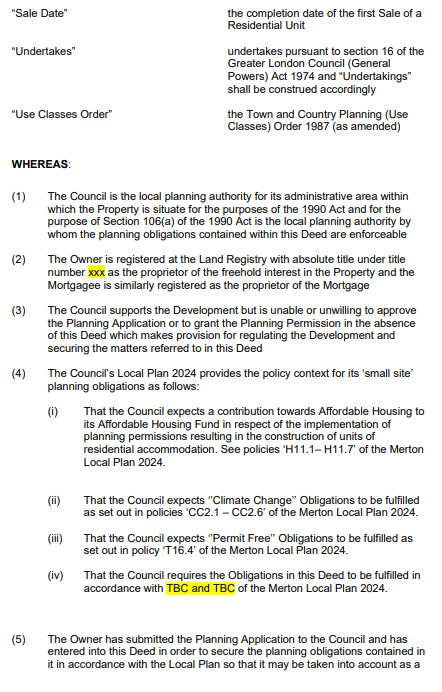 “Sale Date” the completion date of the first Sale of a
Residential Unit
“Undertakes” undertakes pursuant to section 16 of the
Greater London Council (General
Powers) Act 1974 and “Undertakings”
shall be construed accordingly
“Use Classes Order” the Town and Country Planning (Use
Classes) Order 1987 (as amended)
WHEREAS:
(1) The Council is the local planning authority for its administrative area within
which the Property is situate for the purposes of the 1990 Act and for the
purpose of Section 106(a) of the 1990 Act is the local planning authority by
whom the planning obligations contained within this Deed are enforceable
(2) The Owner is registered at the Land Registry with absolute title under title
number xxx as the proprietor of the freehold interest in the Property and the
Mortgagee is similarly registered as the proprietor of the Mortgage
(3) The Council supports the Development but is unable or unwilling to approve
the Planning Application or to grant the Planning Permission in the absence
of this Deed which makes provision for regulating the Development and
securing the matters referred to in this Deed
(4) The Council’s Local Plan 2024 provides the policy context for its ‘small site’
planning obligations as follows:
(i) That the Council expects a contribution towards Affordable Housing to
its Affordable Housing Fund in respect of the implementation of
planning permissions resulting in the construction of units of
residential accommodation. See policies ‘H11.1– H11.7’ of the Merton
Local Plan 2024.
(ii) That the Council expects ‘’Climate Change’’ Obligations to be fulfilled
as set out in policies ‘CC2.1 – CC2.6’ of the Merton Local Plan 2024.
(iii) That the Council expects ‘’Permit Free’’ Obligations to be fulfilled as
set out in policy ‘T16.4’ of the Merton Local Plan 2024.
(iv) That the Council requires the Obligations in this Deed to be fulfilled in
accordance with TBC and TBC of the Merton Local Plan 2024.
(5) The Owner has submitted the Planning Application to the Council and has
entered into this Deed in order to secure the planning obligations contained in
it in accordance with the Local Plan so that it may be taken into account as a